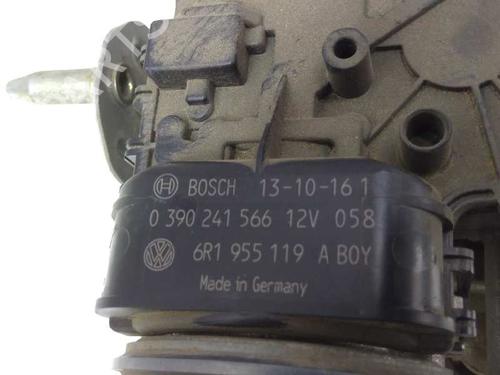 BOSCH 13-10-16 1
0 390 241 566 12V 058
6R1 955 119 A BOY
Made in Germany